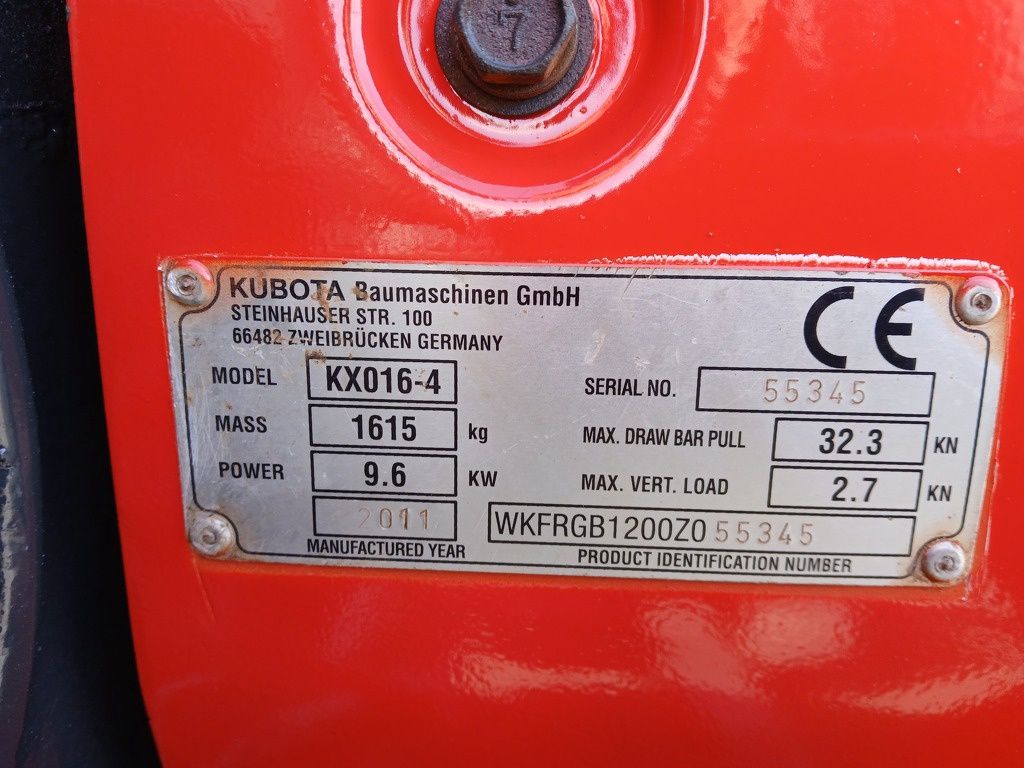 7
KUBOTA Baumaschinen GmbH
STEINHAUSER STR. 100
66482 ZWEIBRÜCKEN GERMANY
CE
MODEL KX016-4
SERIAL NO. 55345
MASS 1615 kg
MAX. DRAW BAR PULL 32.3 KN
POWER 9.6 KW
MAX. VERT. LOAD 2.7 KN
2011
MANUFACTURED YEAR
WKFRGB1200Z055345
PRODUCT IDENTIFICATION NUMBER